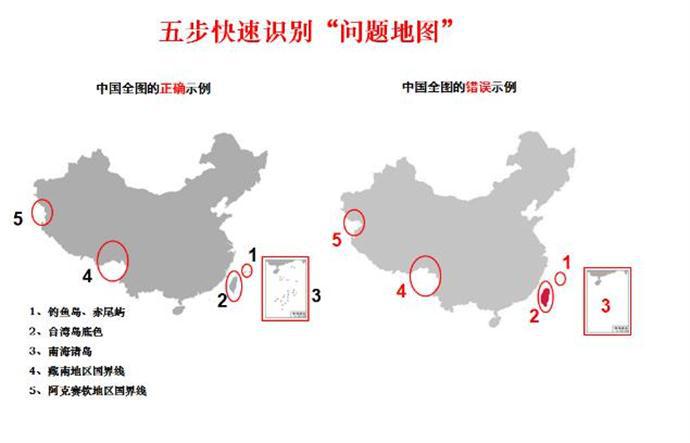 五步快速识别“问题地图”
中国全图的正确示例
中国全图的错误示例
5
4
1
2
3
5
4
1
2
3
1、钓鱼岛、赤尾屿
2、台湾岛底色
3、南海诸岛
4、藏南地区国界线
5、阿克赛钦地区国界线